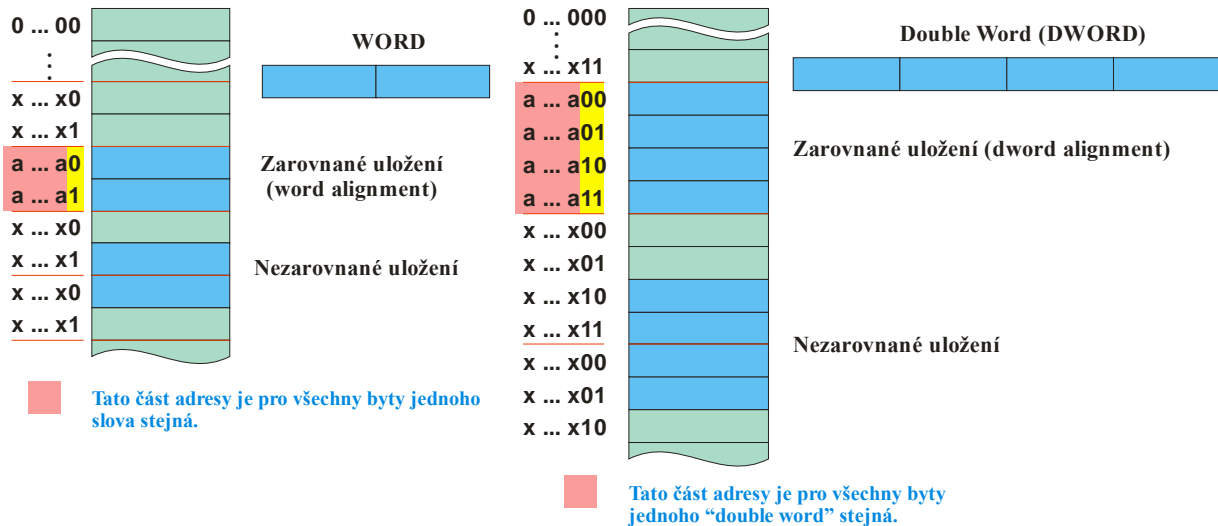 0 ... 00
x ... x0
x ... x1
a ... a0
a ... a1
x ... x0
x ... x1
x ... x0
x ... x1
WORD
Zarovnané uložení
(word alignment)
Nezarovnané uložení
Tato část adresy je pro všechny byty jednoho
slova stejná.
0 ... 000
x ... x11
a ... a00
a ... a01
a ... a10
a ... a11
x ... x00
x ... x01
x ... x10
x ... x11
x ... x00
x ... x01
x ... x10
Double Word (DWORD)
Zarovnané uložení (dword alignment)
Nezarovnané uložení
Tato část adresy je pro všechny byty
jednoho “double word” stejná.